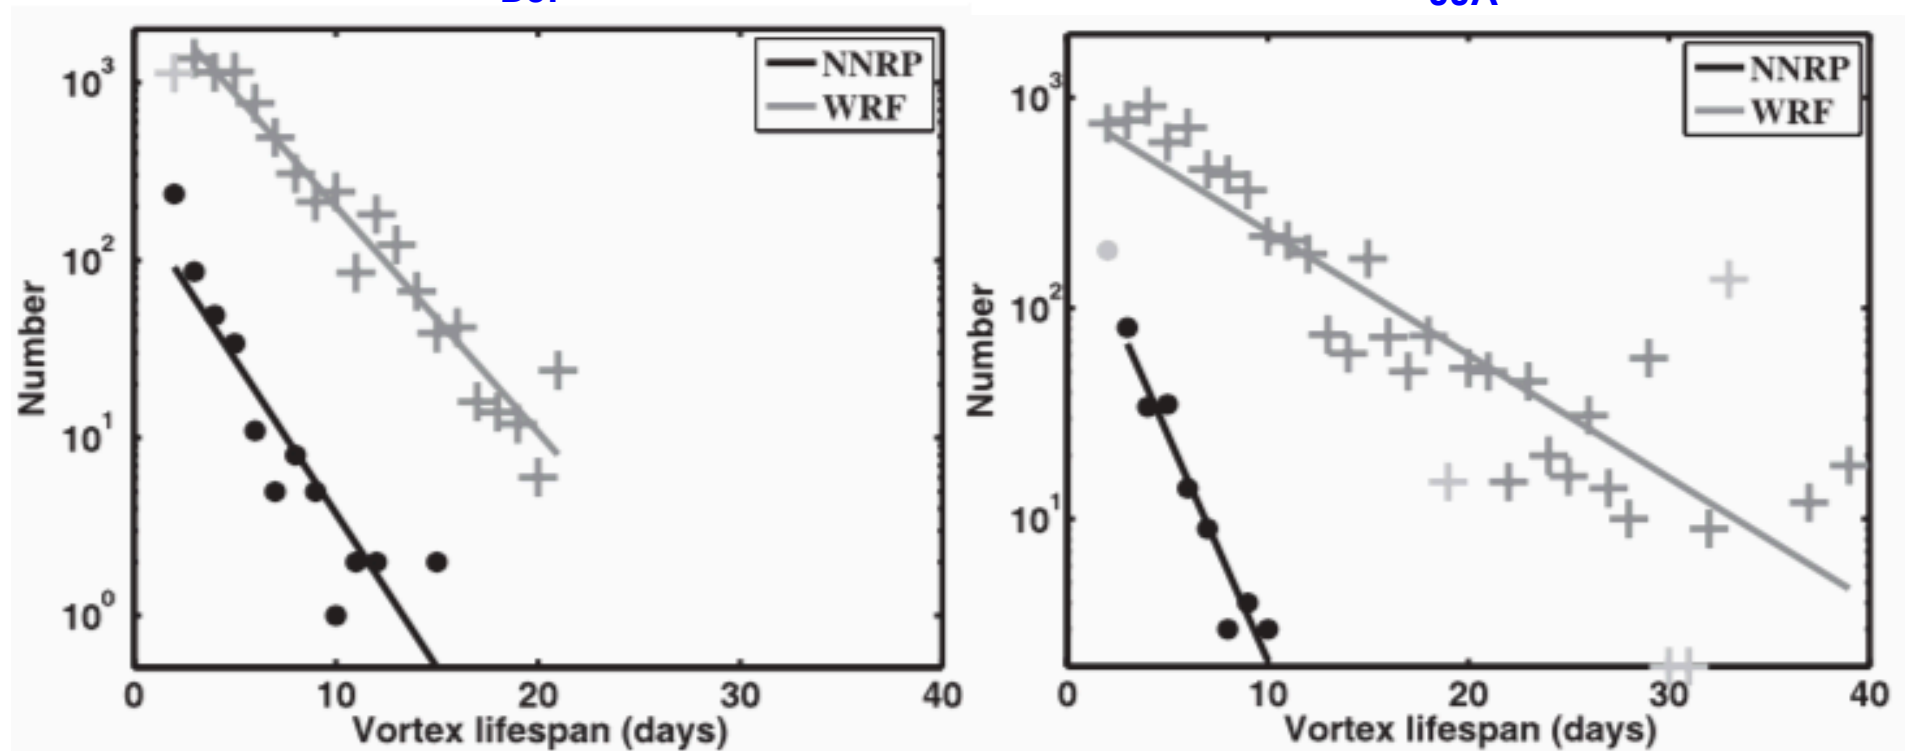 NNRP
WRF
10³
10²
10¹
10⁰
Number
0 10 20 30 40
Vortex lifespan (days)
NNRP
WRF
10³
10²
10¹
Number
0 10 20 30 40
Vortex lifespan (days)